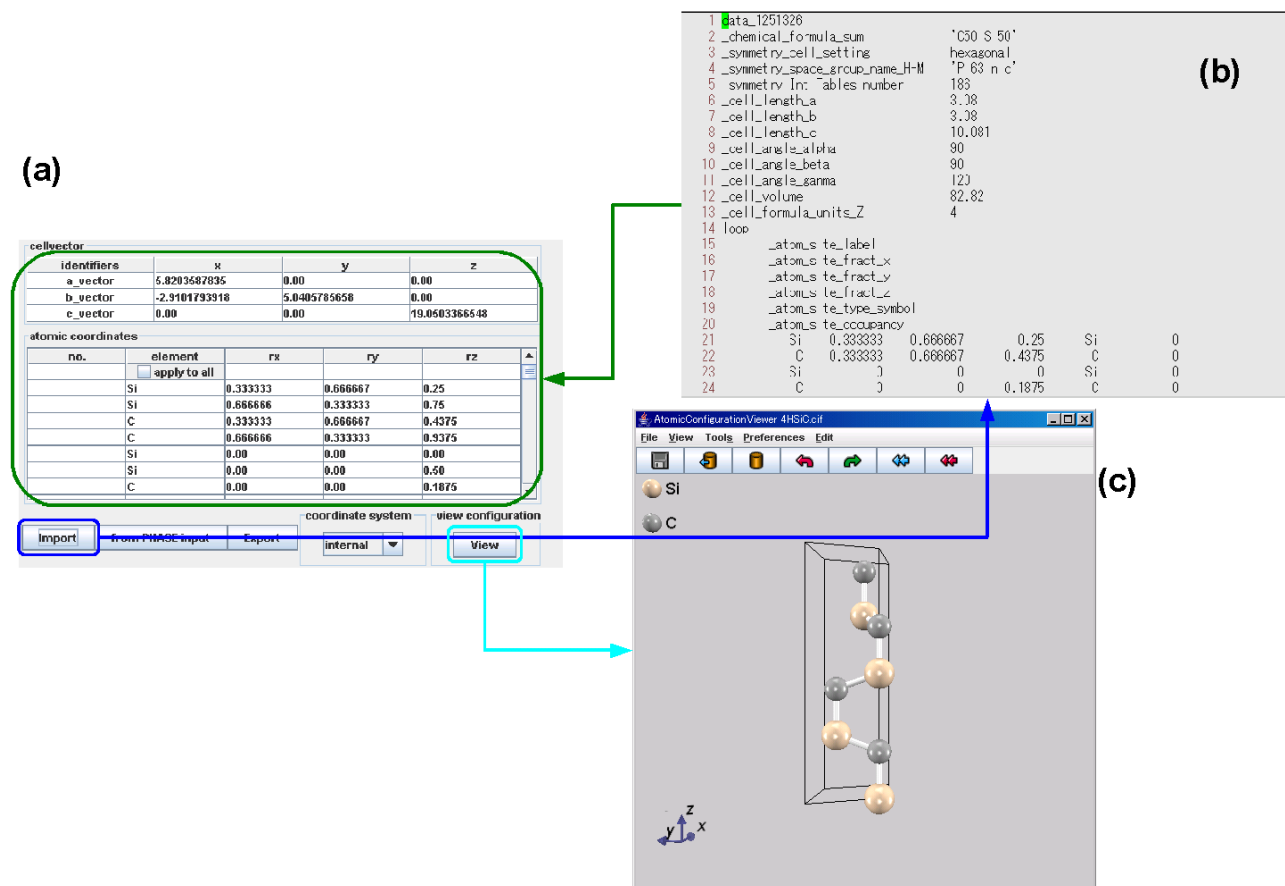 (a)
cellvector
identifiers x y z
a_vector 5.8203587835 0.00 0.00
b_vector -2.9101793918 5.0405785658 0.00
c_vector 0.00 0.00 19.0503366548
atomic coordinates
no. element rx ry rz
apply to all
Si 0.333333 0.666667 0.25
Si 0.666666 0.333333 0.75
C 0.333333 0.666667 0.4375
C 0.666666 0.333333 0.9375
Si 0.00 0.00 0.00
Si 0.00 0.00 0.50
C 0.00 0.00 0.1875
Import from PHASE input Export
coordinate system
internal
view configuration
View
(b)
1 data_1251326
2 _chemical_formula_sum 'C50 S 50'
3 _symmetry_cell_setting hexagonal
4 _symmetry_space_group_name_H-M 'P 63 n c'
5 _symmetry_Int_Tables_number 186
6 _cell_length_a 3.08
7 _cell_length_b 3.08
8 _cell_length_c 10.081
9 _cell_angle_alpha 90
10 _cell_angle_beta 90
11 _cell_angle_gamma 120
12 _cell_volume 82.82
13 _cell_formula_units_Z 4
14 loop_
15 _atom_site_label
16 _atom_site_fract_x
17 _atom_site_fract_y
18 _atom_site_fract_z
19 _atom_site_type_symbol
20 _atom_site_occupancy
21 Si 0.333333 0.666667 0.25 Si 0
22 C 0.333333 0.666667 0.4375 C 0
23 Si 0 0 0 Si 0
24 C 0 0 0.1875 C 0
(c)
AtomicConfigurationViewer 4HSiC.cif
File View Tools Preferences Edit
Si
C
z
y x